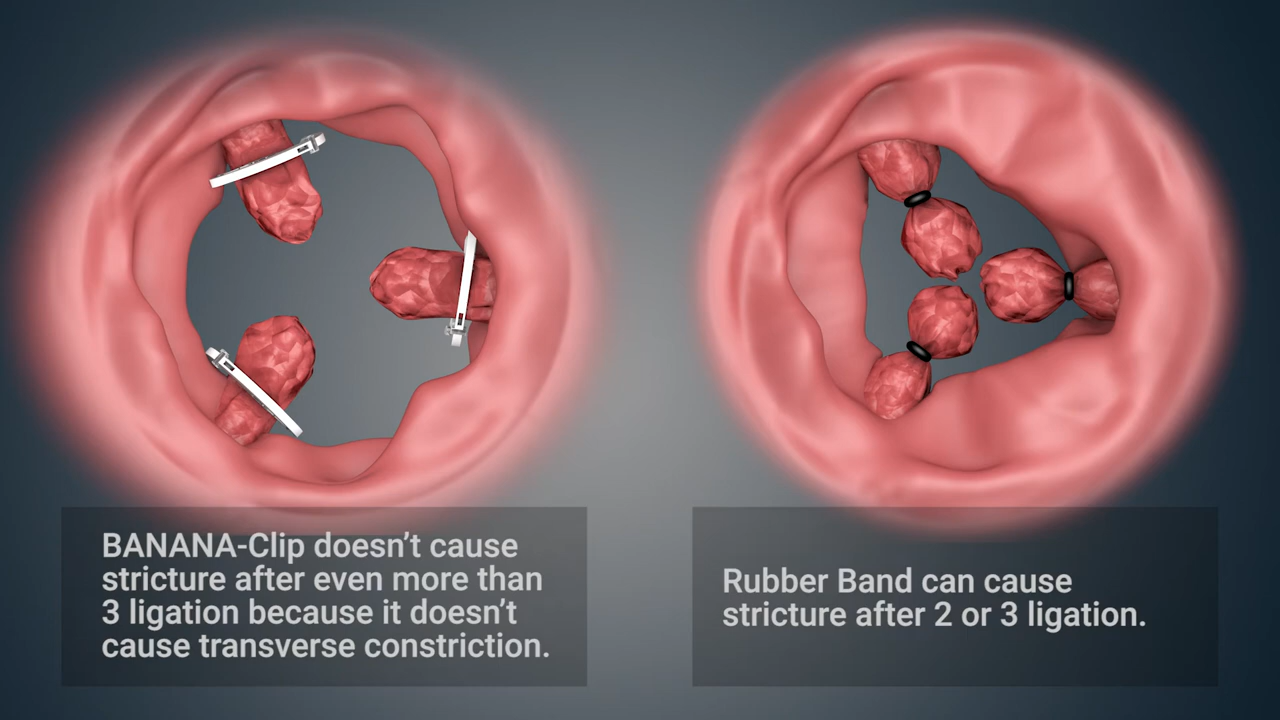 BANANA-Clip doesn’t cause
stricture after even more than
3 ligation because it doesn’t
cause transverse constriction.
Rubber Band can cause
stricture after 2 or 3 ligation.